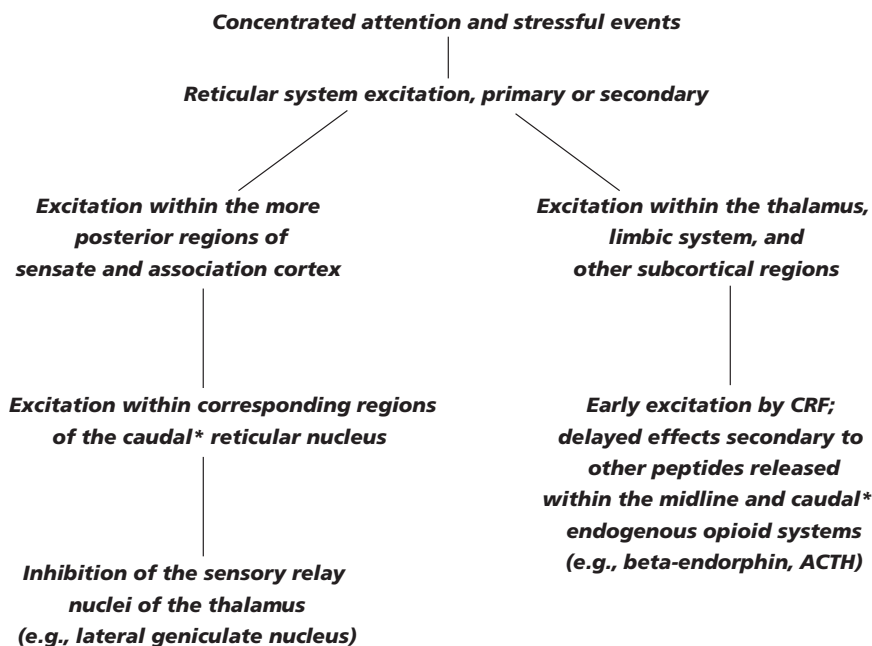 Concentrated attention and stressful events
Reticular system excitation, primary or secondary
Excitation within the more
posterior regions of
sensate and association cortex
Excitation within the thalamus,
limbic system, and
other subcortical regions
Excitation within corresponding regions
of the caudal* reticular nucleus
Early excitation by CRF;
delayed effects secondary to
other peptides released
within the midline and caudal*
endogenous opioid systems
(e.g., beta-endorphin, ACTH)
Inhibition of the sensory relay
nuclei of the thalamus
(e.g., lateral geniculate nucleus)